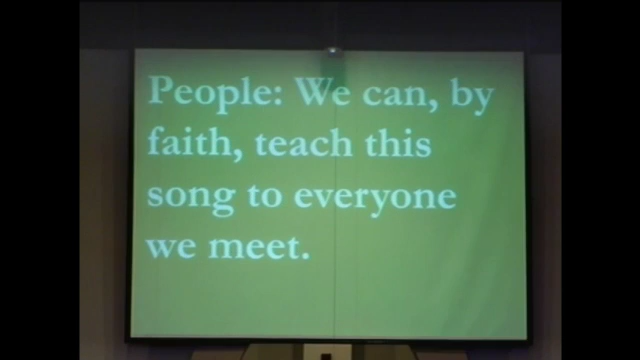 People: We can, by
faith, teach this
song to everyone
we meet.